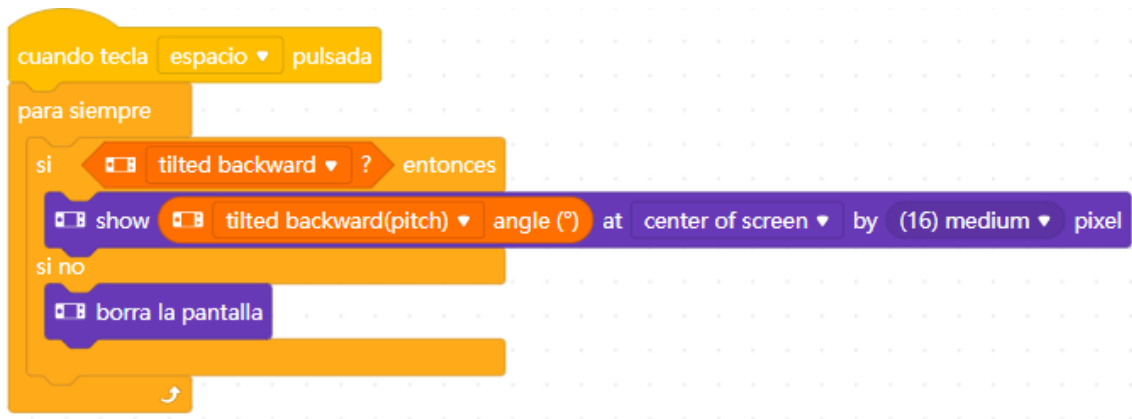 cuando tecla espacio pulsada
para siempre
si tilted backward ? entonces
show tilted backward(pitch) angle (°) at center of screen by (16) medium pixel
si no
borra la pantalla